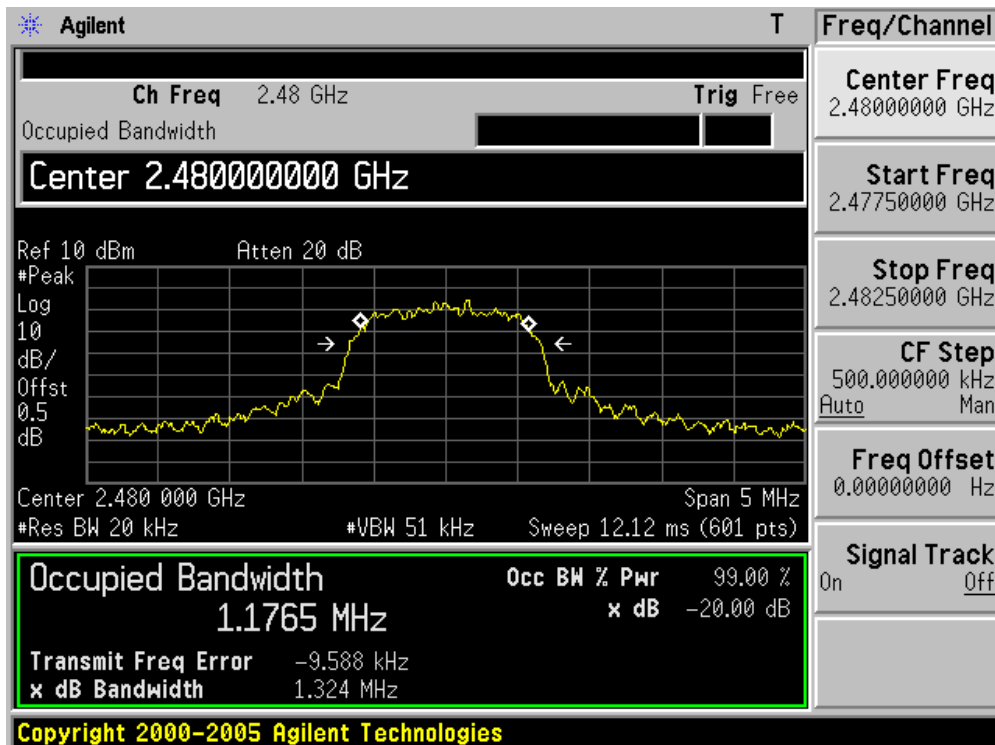 Agilent T Freq/Channel
Ch Freq 2.48 GHz Trig Free
Occupied Bandwidth
Center 2.480000000 GHz
Ref 10 dBm Atten 20 dB
#Peak
Log
10
dB/
Offst
0.5
dB
Center 2.480 000 GHz Span 5 MHz
#Res BW 20 kHz #VBW 51 kHz Sweep 12.12 ms (601 pts)
Occupied Bandwidth Occ BW % Pwr 99.00 %
1.1765 MHz x dB -20.00 dB
Transmit Freq Error -9.588 kHz
x dB Bandwidth 1.324 MHz
Center Freq
2.48000000 GHz
Start Freq
2.47750000 GHz
Stop Freq
2.48250000 GHz
CF Step
500.000000 kHz
Auto Man
Freq Offset
0.00000000 Hz
Signal Track
On Off
Copyright 2000-2005 Agilent Technologies